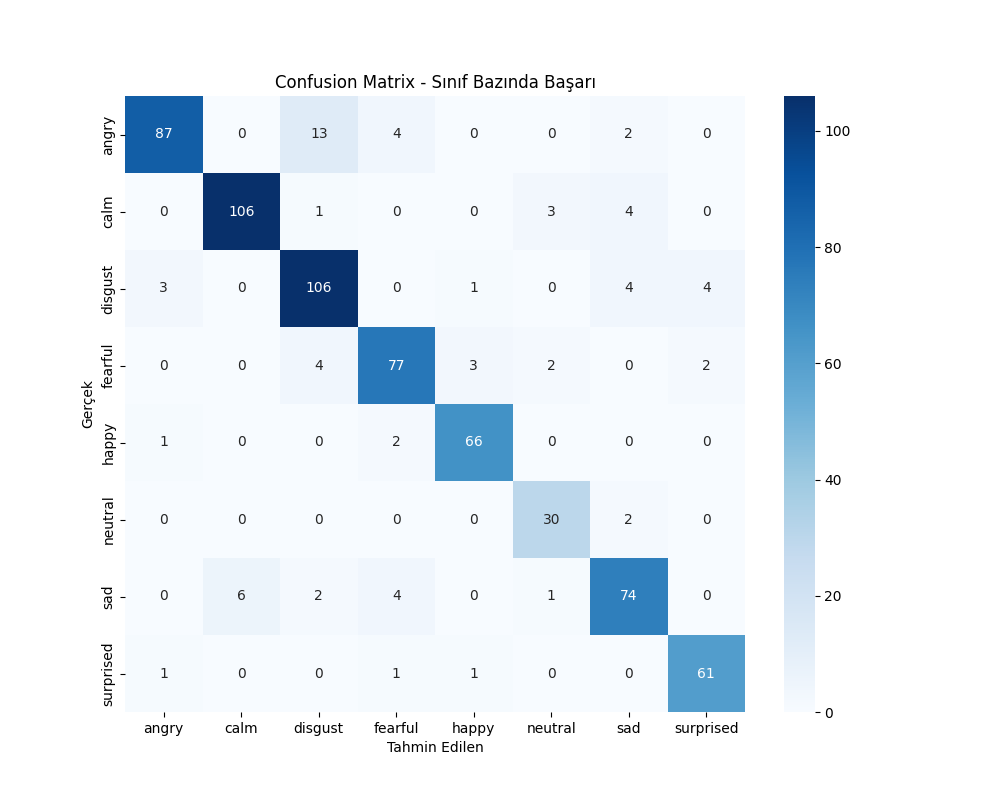 Confusion Matrix - Sınıf Bazında Başarı
Gerçek
angry 87 0 13 4 0 0 2 0
calm 0 106 1 0 0 3 4 0
disgust 3 0 106 0 1 0 4 4
fearful 0 0 4 77 3 2 0 2
happy 1 0 0 2 66 0 0 0
neutral 0 0 0 0 0 30 2 0
sad 0 6 2 4 0 1 74 0
surprised 1 0 0 1 1 0 0 61
angry calm disgust fearful happy neutral sad surprised
Tahmin Edilen
100
80
60
40
20
0